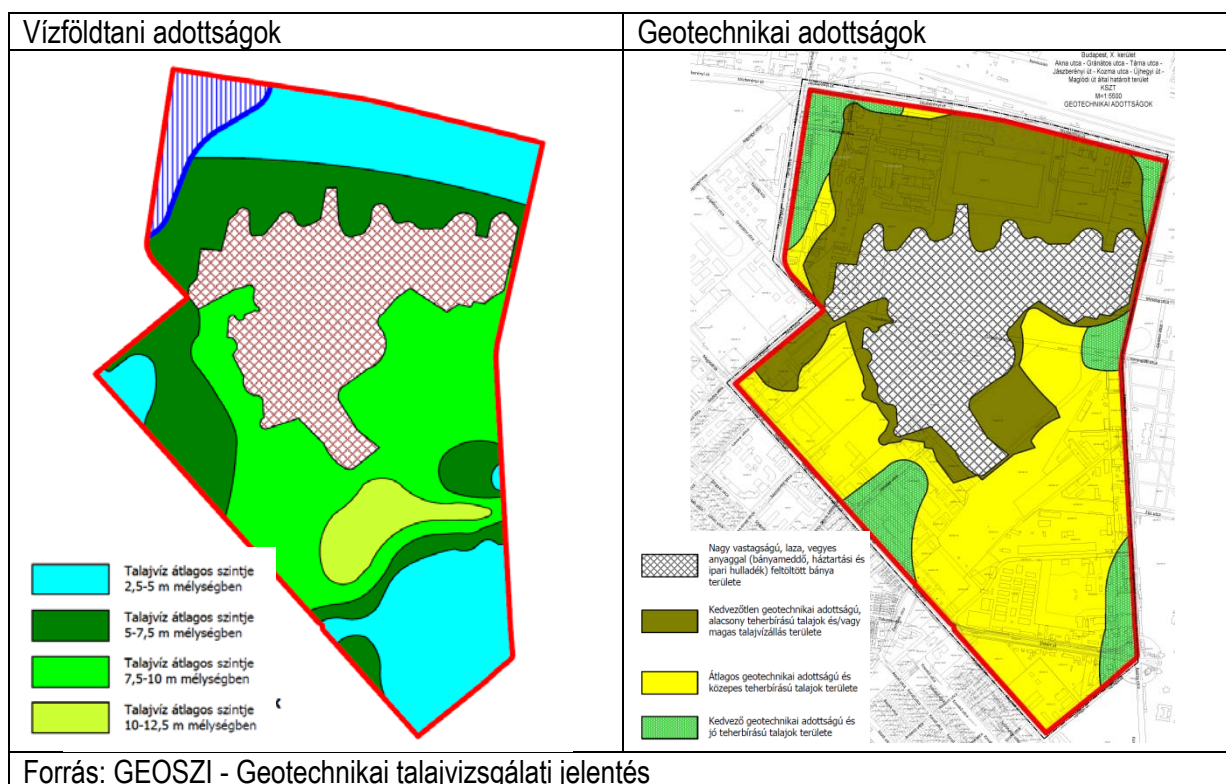 Vízföldtani adottságok
Geotechnikai adottságok
Talajvíz átlagos szintje
2,5-5 m mélységben
Talajvíz átlagos szintje
5-7,5 m mélységben
Talajvíz átlagos szintje
7,5-10 m mélységben
Talajvíz átlagos szintje
10-12,5 m mélységben
Budapest, X. kerület
Akna utca - Gránátos utca - Tárna utca -
Jászberényi út - Kozma utca - Újhegyi út -
Maglódi út által határolt terület
KSZT
M=1:5500
GEOTECHNIKAI ADOTTSÁGOK
Nagy vastagságú, laza, vegyes
anyaggal (bányameddő, háztartási és
ipari hulladék) feltöltött bánya
területe
Kedvezőtlen geotechnikai adottságú,
alacsony teherbírású talajok és/vagy
magas talajvízállás területe
Átlagos geotechnikai adottságú és
közepes teherbírású talajok területe
Kedvező geotechnikai adottságú és
jó teherbírású talajok területe
Forrás: GEOSZI - Geotechnikai talajvizsgálati jelentés